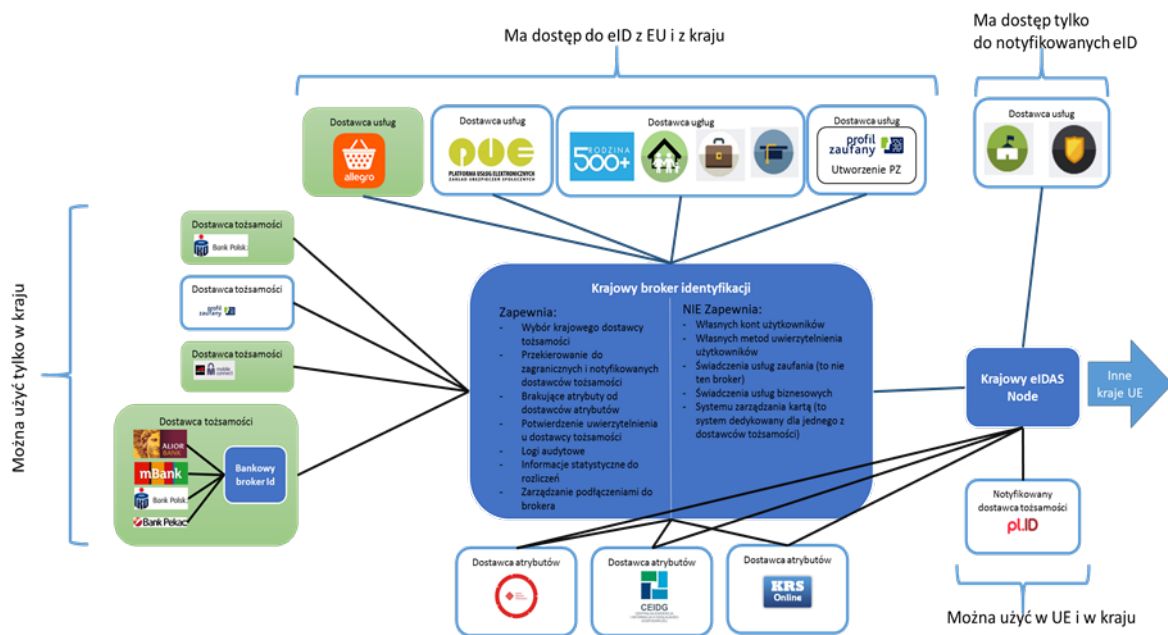 Ma dostęp do eID z EU i z kraju
Ma dostęp tylko
do notyfikowanych eID
Dostawca usług
allegro
Dostawca usług
PUE
PLATFORMA USŁUG ELEKTRONICZNYCH
ZAKŁAD UBEZPIECZEŃ SPOŁECZNYCH
Dostawca ugług
RODZINA
500+
Dostawca usług
profil
zaufany
Utworzenie PZ
Dostawca usług
Można użyć tylko w kraju
Dostawca tożsamości
Bank Polski
Dostawca tożsamości
profil
zaufany
Dostawca tożsamości
mobile
connect
Dostawca tożsamości
ALIOR
BANK
mBank
Bank Polski
Bank Pekao
Bankowy
broker Id
Krajowy broker identyfikacji
Zapewnia:
- Wybór krajowego dostawcy
tożsamości
- Przekierowanie do
zagranicznych i notyfikowanych
dostawców tożsamości
- Brakujące atrybuty od
dostawców atrybutów
- Potwierdzenie uwierzytelnienia
u dostawcy tożsamości
- Logi audytowe
- Informacje statystyczne do
rozliczeń
- Zarządzanie podłączeniami do
brokera
NIE Zapewnia:
- Własnych kont użytkowników
- Własnych metod uwierzytelnienia
użytkowników
- Świadczenia usług zaufania (to nie
ten broker)
- Świadczenia usług biznesowych
- Systemu zarządzania kartą (to
system dedykowany dla jednego z
dostawców tożsamości)
Krajowy eIDAS
Node
Inne
kraje UE
Notyfikowany
dostawca tożsamości
pl.ID
Można użyć w UE i w kraju
Dostawca atrybutów
Dostawca atrybutów
CEIDG
Dostawca atrybutów
KRS
Online